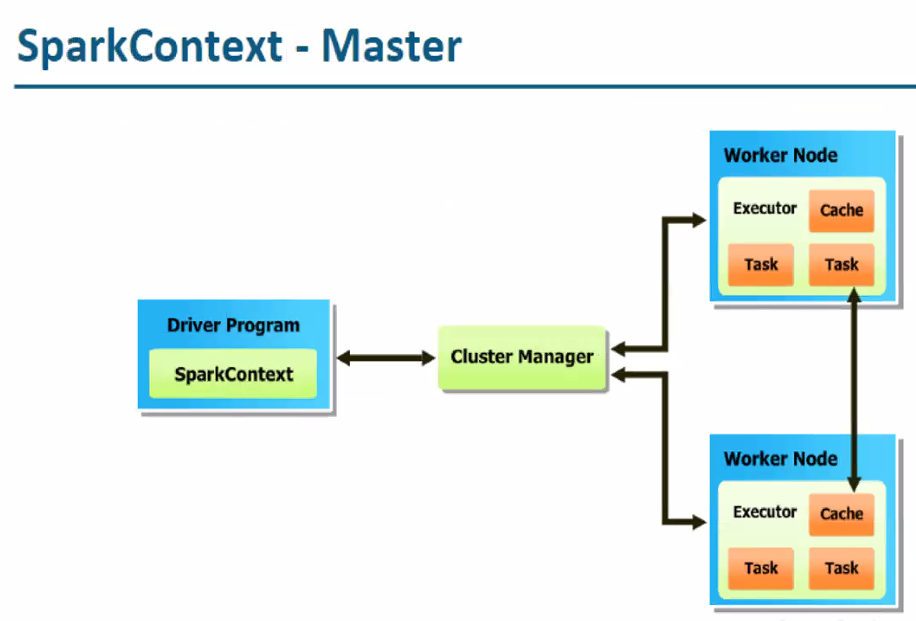 SparkContext - Master
Worker Node
Executor
Cache
Task
Task
Driver Program
SparkContext
Cluster Manager
Worker Node
Executor
Cache
Task
Task